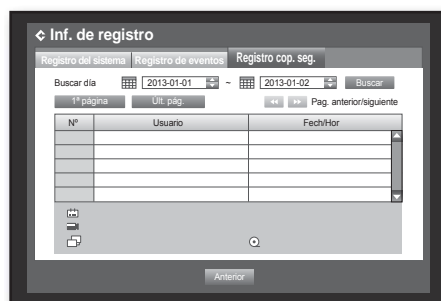 Inf. de registro
Registro del sistema Registro de eventos Registro cop. seg.
Buscar día 2013-01-01 ~ 2013-01-02 Buscar
1ª página Últ. pág. Pag. anterior/siguiente
Nº Usuario Fech/Hor
Anterior